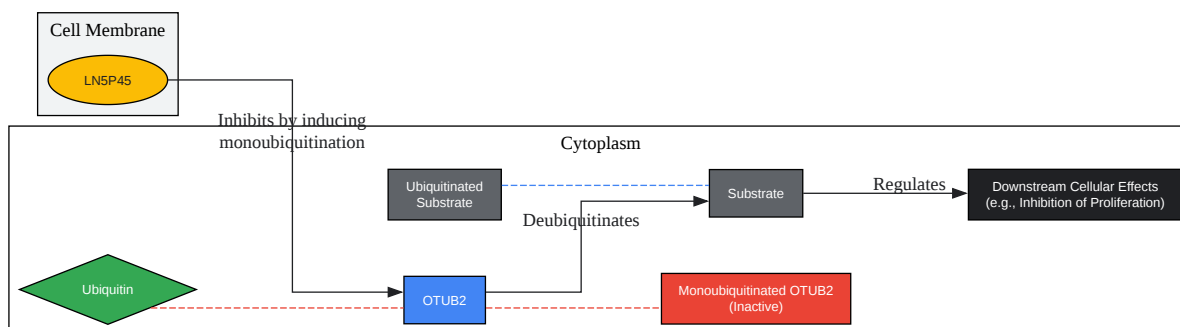 Cell Membrane
LN5P45
Inhibits by inducing
monoubiquitination
Cytoplasm
Ubiquitinated
Substrate
Substrate
Regulates
Downstream Cellular Effects
(e.g., Inhibition of Proliferation)
Deubiquitinates
Ubiquitin
OTUB2
Monoubiquitinated OTUB2
(Inactive)